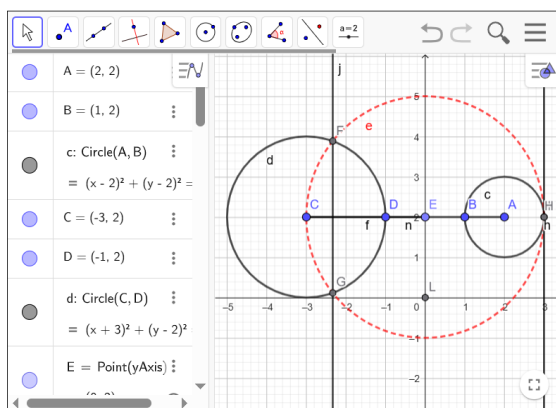 A
a=2
A = (2, 2)
B = (1, 2)
c: Circle(A, B)
= (x - 2)² + (y - 2)² =
C = (-3, 2)
D = (-1, 2)
d: Circle(C, D)
= (x + 3)² + (y - 2)²
E = Point(yAxis)
j
5
e
F
4
d
3
c
C D E B A H
2
f n h
1
G L
-5 -4 -3 -2 -1 0 1 2 3
-1
-2